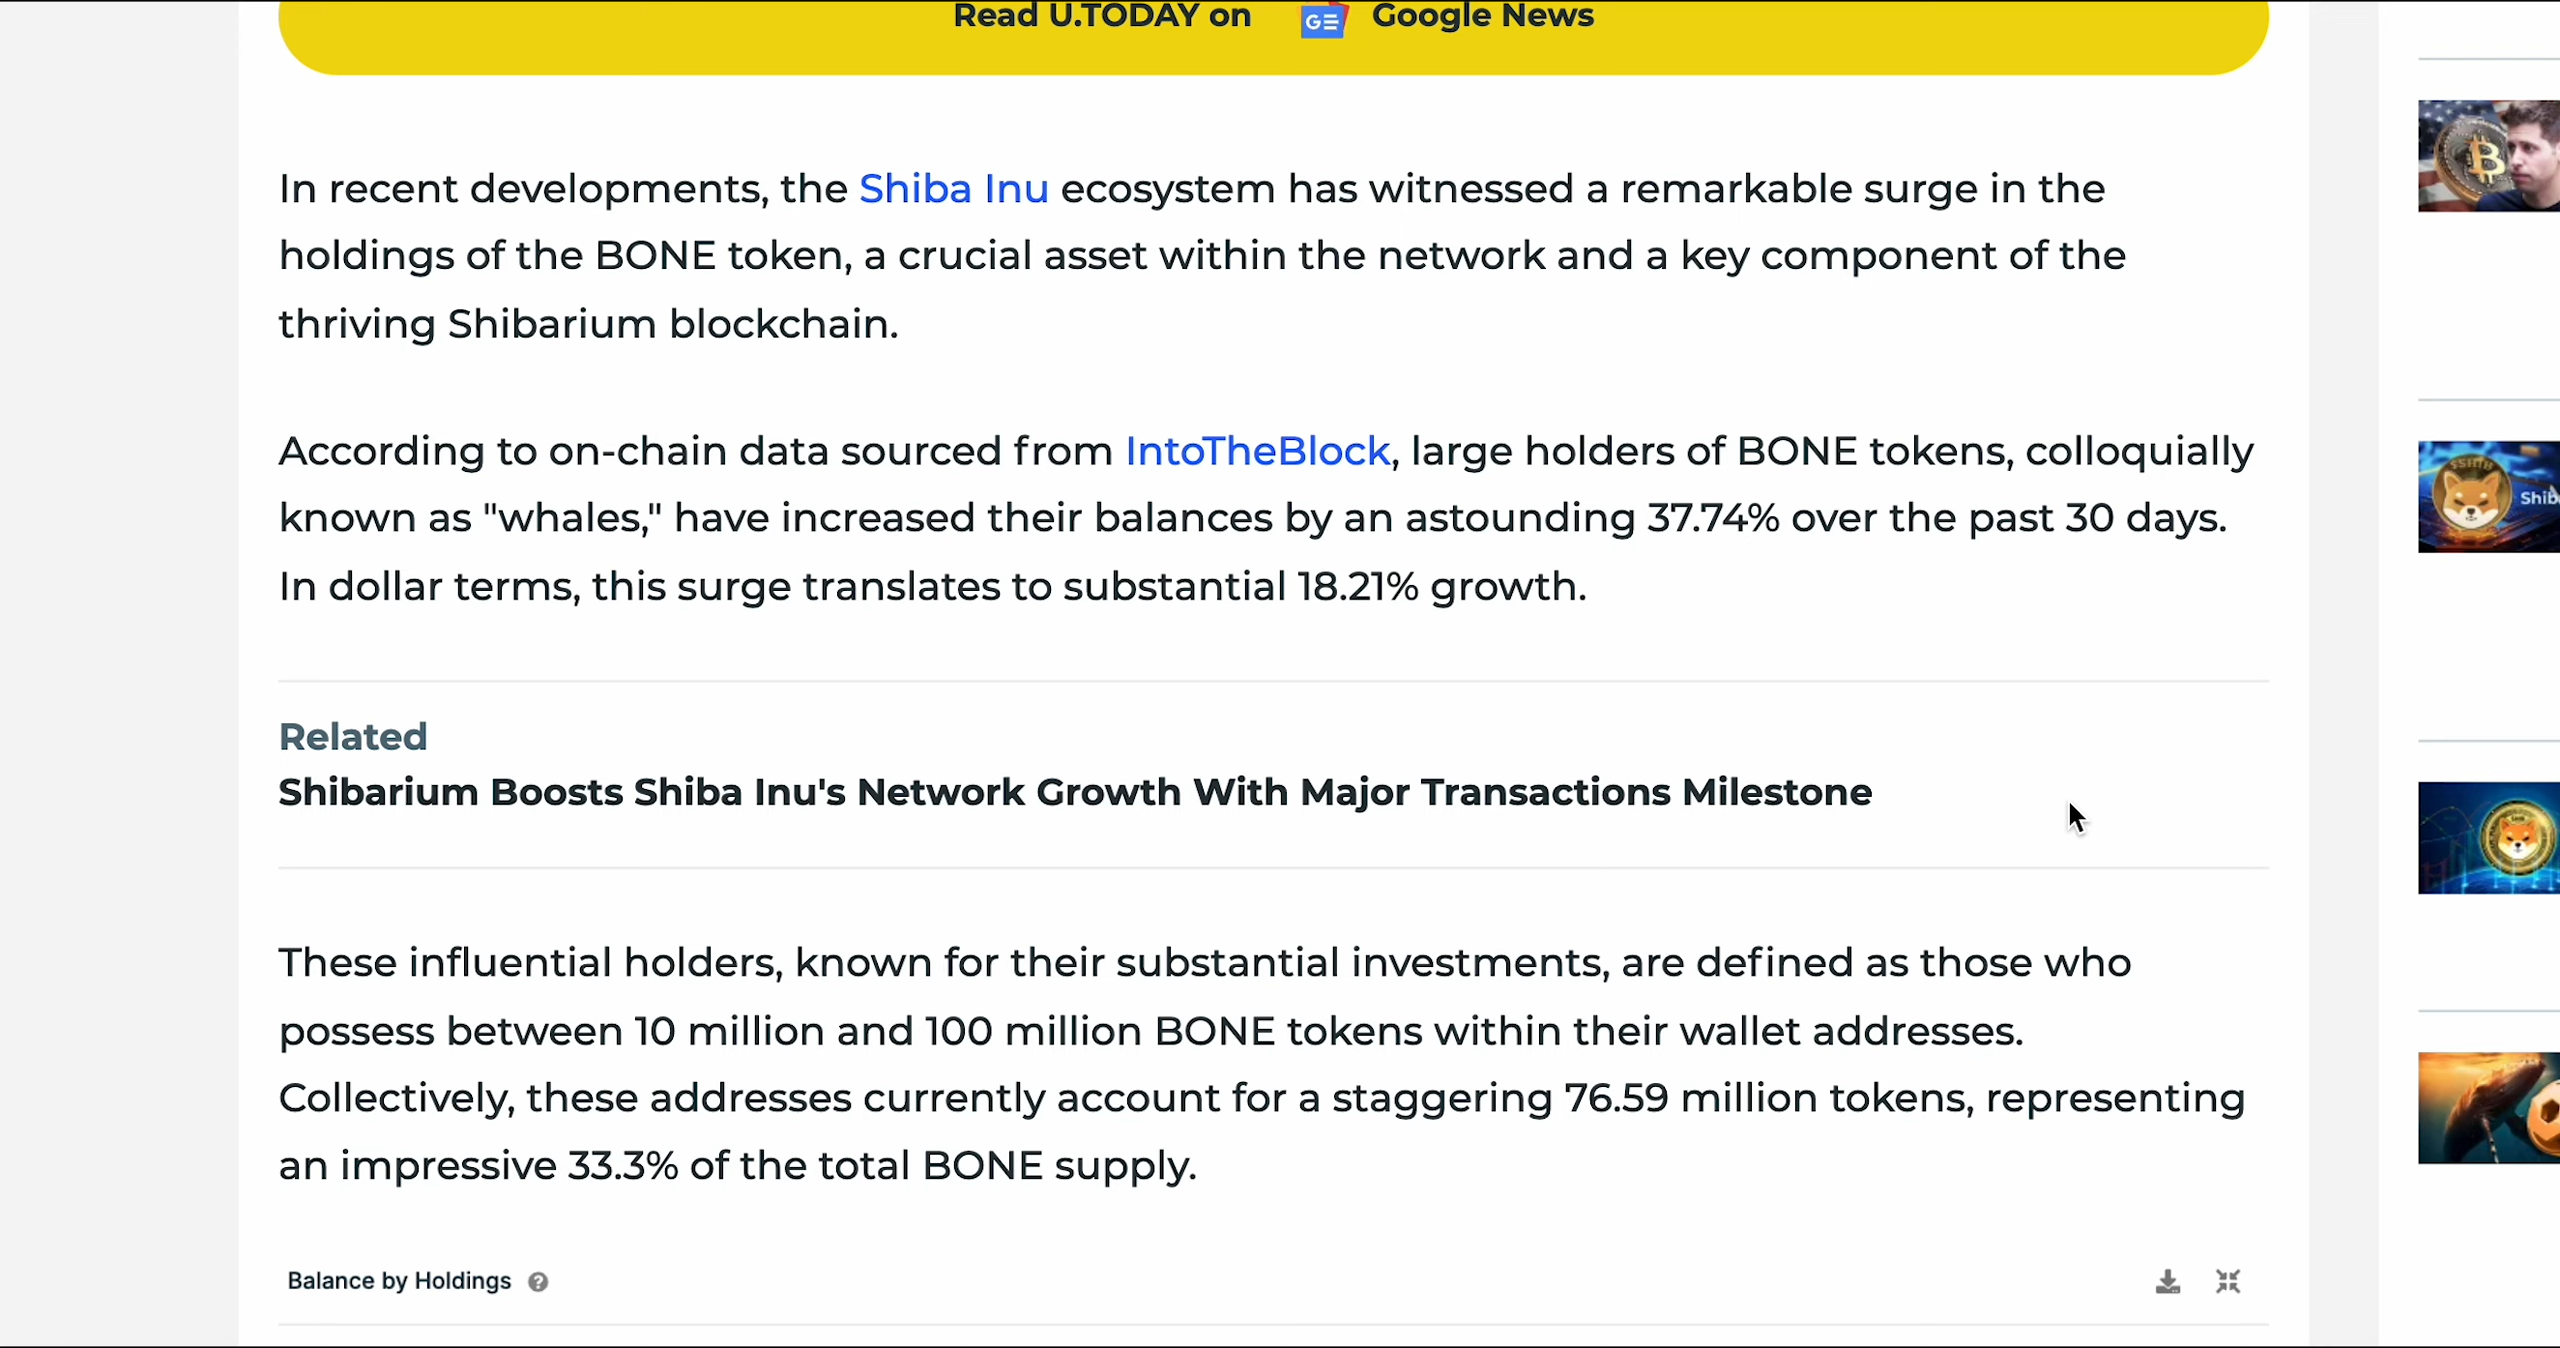 Read U.TODAY on GE Google News
In recent developments, the Shiba Inu ecosystem has witnessed a remarkable surge in the
holdings of the BONE token, a crucial asset within the network and a key component of the
thriving Shibarium blockchain.
According to on-chain data sourced from IntoTheBlock, large holders of BONE tokens, colloquially
known as "whales," have increased their balances by an astounding 37.74% over the past 30 days.
In dollar terms, this surge translates to substantial 18.21% growth.
Related
Shibarium Boosts Shiba Inu's Network Growth With Major Transactions Milestone
These influential holders, known for their substantial investments, are defined as those who
possess between 10 million and 100 million BONE tokens within their wallet addresses.
Collectively, these addresses currently account for a staggering 76.59 million tokens, representing
an impressive 33.3% of the total BONE supply.
Balance by Holdings ?
$SHIB
Shib